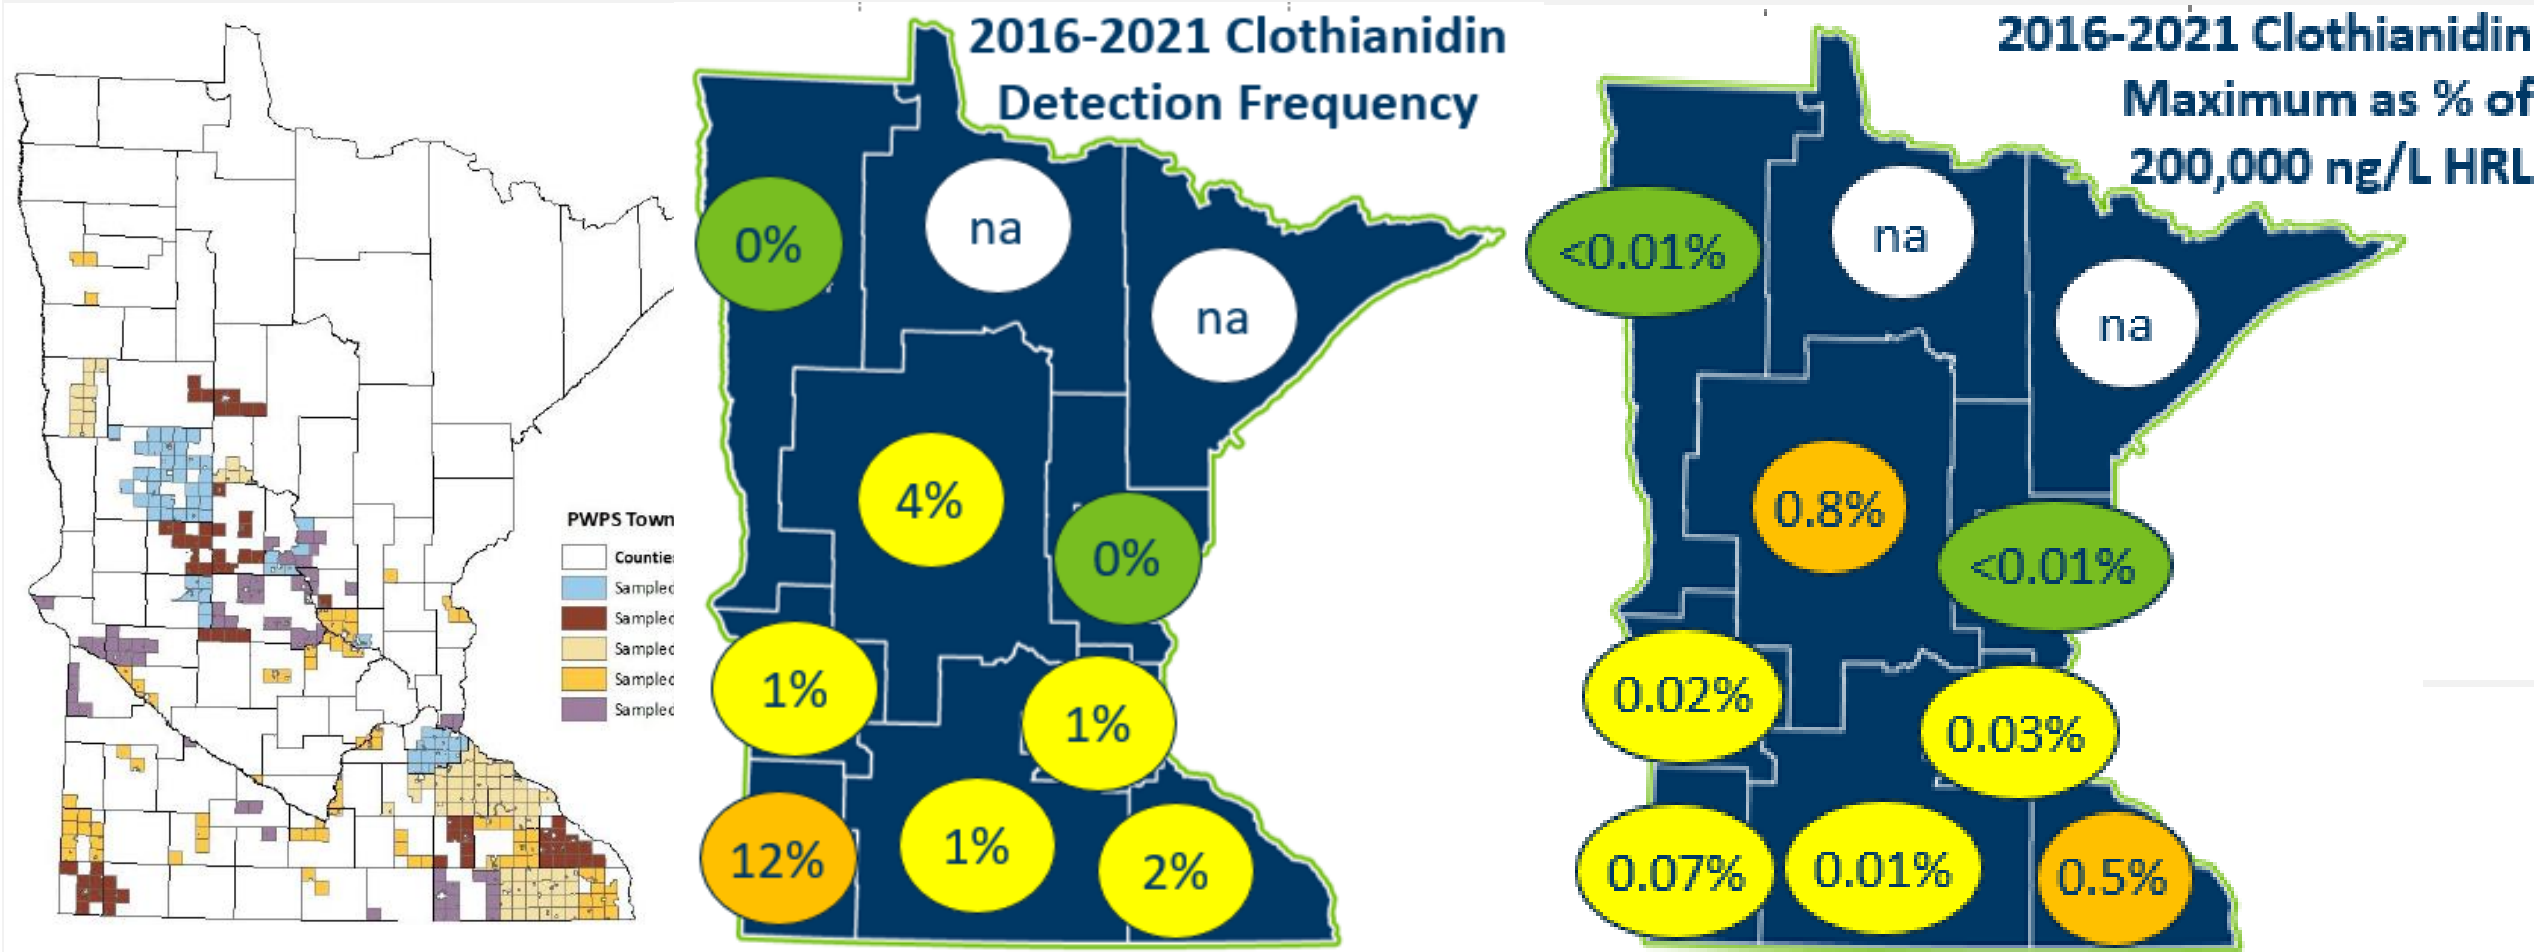 PWPS Town
Counties
Sampled
Sampled
Sampled
Sampled
Sampled
2016-2021 Clothianidin
Detection Frequency
0%
na
na
4%
0%
1%
1%
12%
1%
2%
2016-2021 Clothianidin
Maximum as % of
200,000 ng/L HRL
<0.01%
na
na
0.8%
<0.01%
0.02%
0.03%
0.07%
0.01%
0.5%